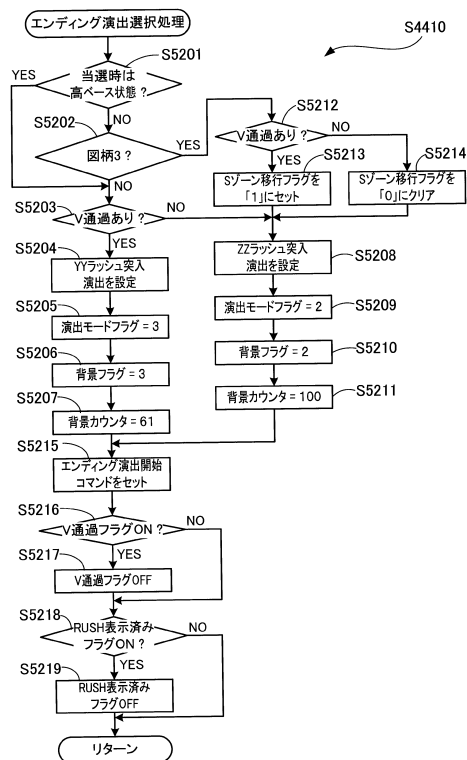 エンディング演出選択処理
S4410
S5201
YES
当選時は
高ベース状態？
NO
S5202
図柄3？
YES
NO
S5212
V通過あり？
NO
YES
S5213
Sゾーン移行フラグを
「1」にセット
S5214
Sゾーン移行フラグを
「0」にクリア
S5203
V通過あり？
NO
YES
S5204
YYラッシュ突入
演出を設定
S5205
演出モードフラグ＝3
S5206
背景フラグ＝3
S5207
背景カウンタ＝61
ZZラッシュ突入
演出を設定
S5208
演出モードフラグ＝2
S5209
背景フラグ＝2
S5210
背景カウンタ＝100
S5211
S5215
エンディング演出開始
コマンドをセット
S5216
V通過フラグON？
NO
YES
S5217
V通過フラグOFF
S5218
RUSH表示済み
フラグON？
NO
YES
S5219
RUSH表示済み
フラグOFF
リターン